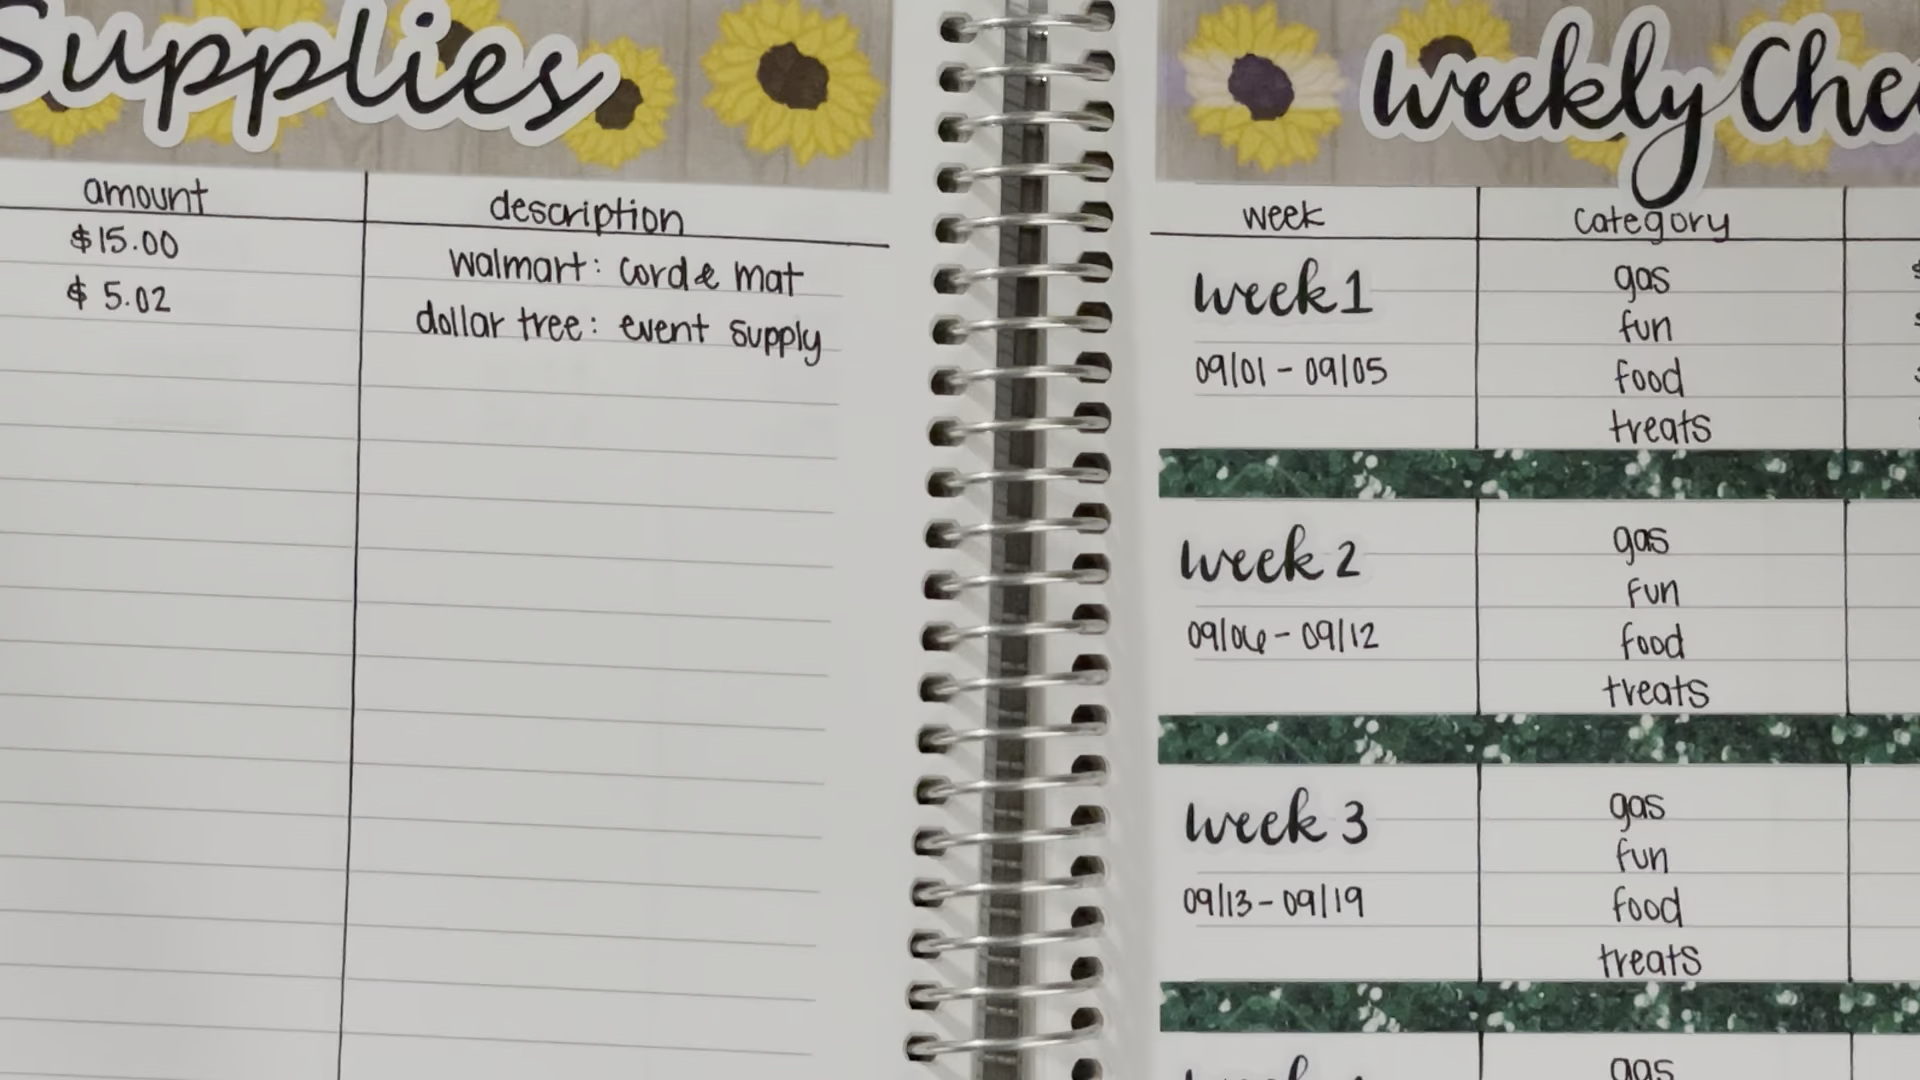 Supplies
amount description
$15.00 walmart: cord & mat
$ 5.02 dollar tree: event supply
Weekly
week category
week 1 gas
fun
09/01 - 09/05 food
treats
week 2 gas
fun
09/06 - 09/12 food
treats
week 3 gas
fun
09/13 - 09/19 food
treats
gas